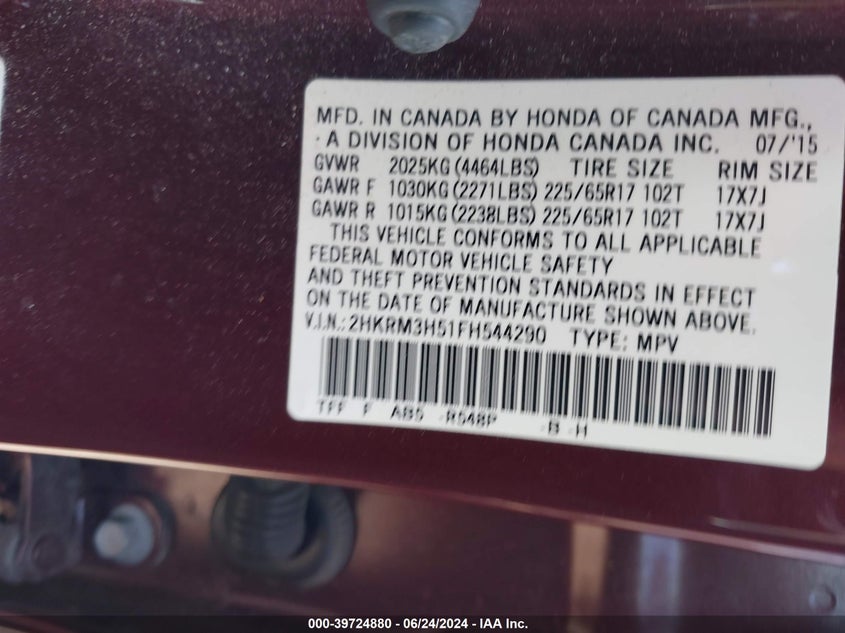 MFD. IN CANADA BY HONDA OF CANADA MFG.,
A DIVISION OF HONDA CANADA INC. 07/'15
GVWR 2025KG (4464LBS) TIRE SIZE RIM SIZE
GAWR F 1030KG (2271LBS) 225/65R17 102T 17X7J
GAWR R 1015KG (2238LBS) 225/65R17 102T 17X7J
THIS VEHICLE CONFORMS TO ALL APPLICABLE
FEDERAL MOTOR VEHICLE SAFETY
AND THEFT PREVENTION STANDARDS IN EFFECT
ON THE DATE OF MANUFACTURE SHOWN ABOVE.
V.I.N.: 2HKRM3H51FH544290 TYPE: MPV
TFF F AB5 -R548P -B -H
000-39724880 - 06/24/2024 - IAA Inc.